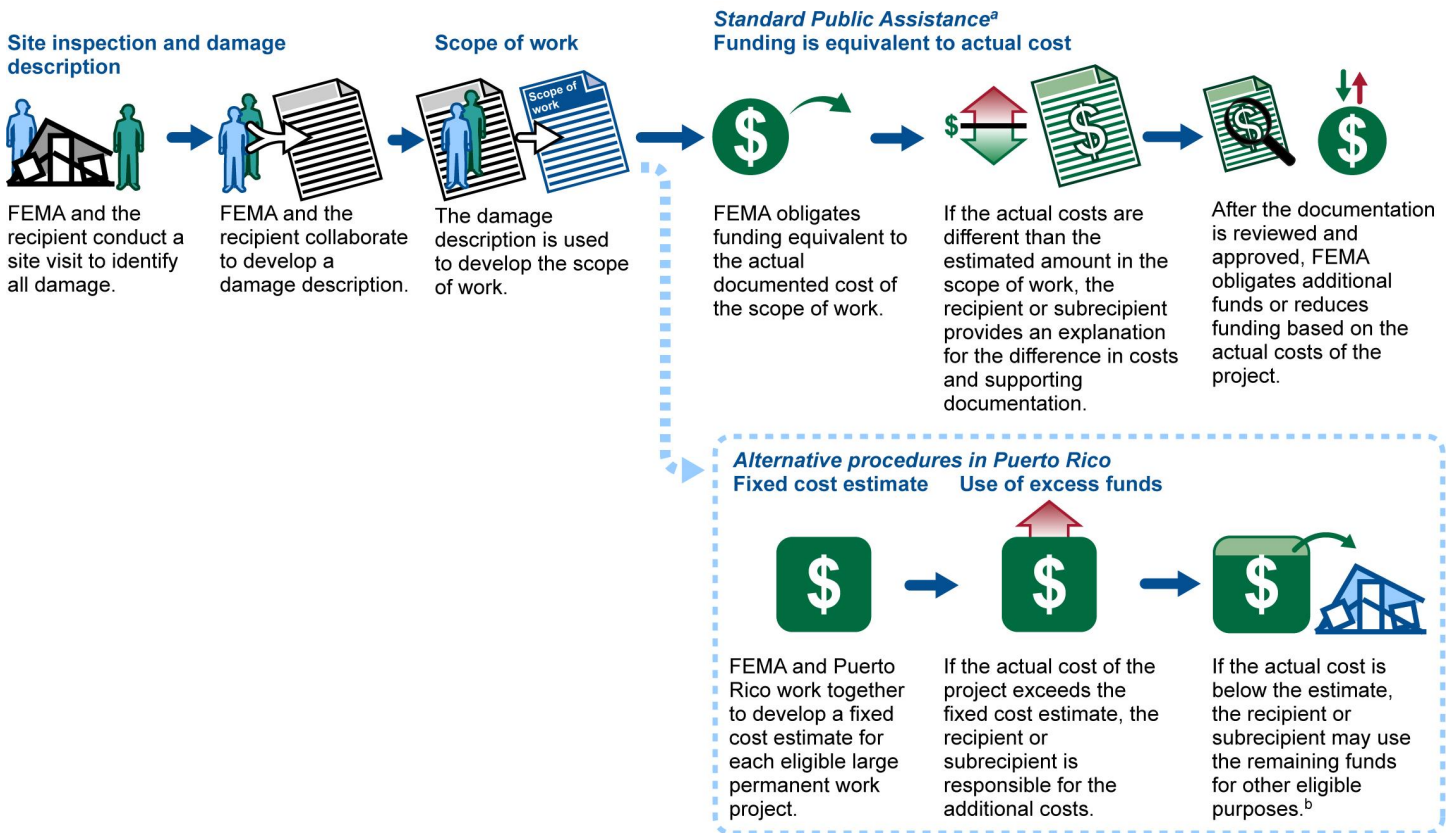 Site inspection and damage
description
FEMA and the
recipient conduct a
site visit to identify
all damage.
FEMA and the
recipient collaborate
to develop a
damage description.
Scope of work
Scope of
work
The damage
description is used
to develop the scope
of work.
Standard Public Assistanceᵃ
Funding is equivalent to actual cost
$
FEMA obligates
funding equivalent to
the actual
documented cost of
the scope of work.
$
$
If the actual costs are
different than the
estimated amount in the
scope of work, the
recipient or subrecipient
provides an explanation
for the difference in costs
and supporting
documentation.
$
$
After the documentation
is reviewed and
approved, FEMA
obligates additional
funds or reduces
funding based on the
actual costs of the
project.
Alternative procedures in Puerto Rico
Fixed cost estimate
$
FEMA and Puerto
Rico work together
to develop a fixed
cost estimate for
each eligible large
permanent work
project.
Use of excess funds
$
If the actual cost of the
project exceeds the
fixed cost estimate, the
recipient or
subrecipient is
responsible for the
additional costs.
$
If the actual cost is
below the estimate,
the recipient or
subrecipient may use
the remaining funds
for other eligible
purposes.ᵇ